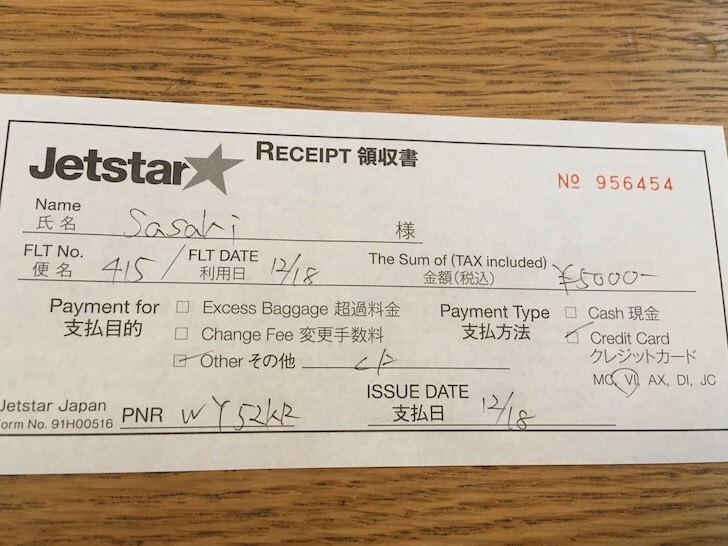 Jetstar RECEIPT 領収書
№ 956454
Name
氏名 Sasaki 様
FLT No. 便名 415 / FLT DATE 利用日 12/18
The Sum of (TAX included) 金額(税込) ¥5000-
Payment for 支払目的
Excess Baggage 超過料金
Change Fee 変更手数料
Other その他
Payment Type 支払方法
Cash 現金
Credit Card
クレジットカード
MC, VI, AX, DI, JC
Jetstar Japan
orm No. 91H00516
PNR
ISSUE DATE
支払日 12/18